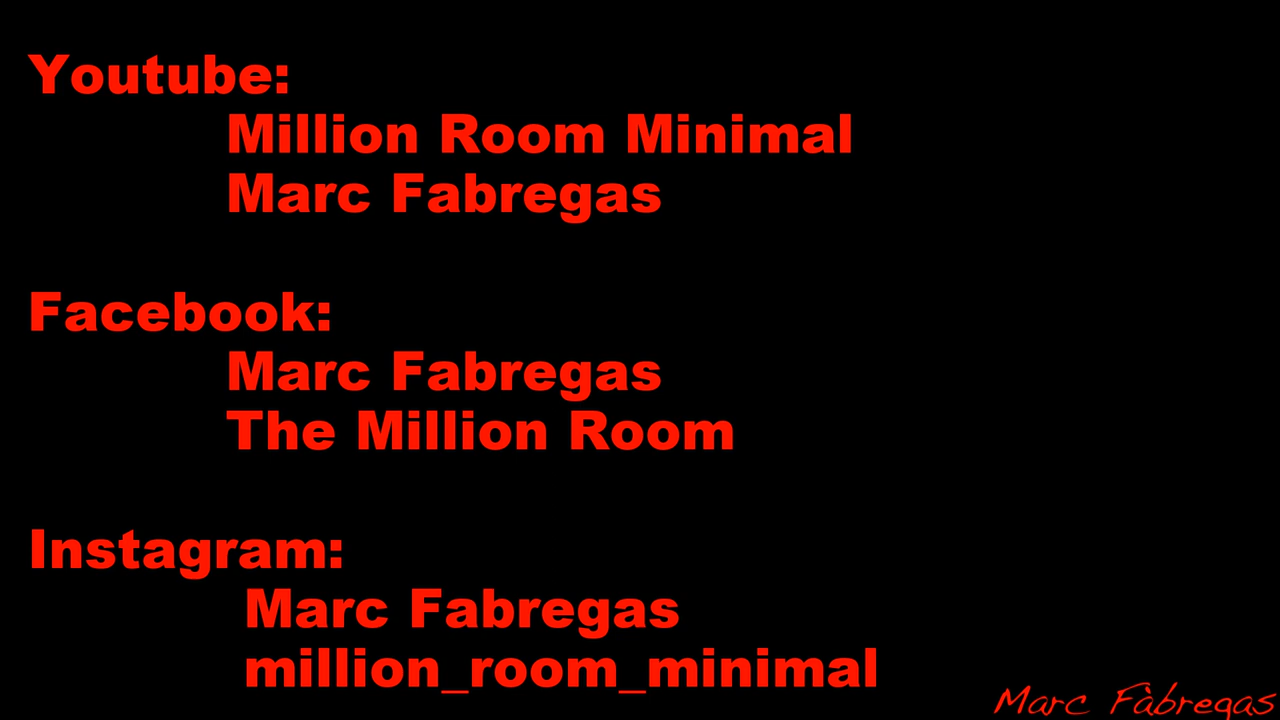 Youtube:
Million Room Minimal
Marc Fabregas
Facebook:
Marc Fabregas
The Million Room
Instagram:
Marc Fabregas
million_room_minimal
Marc Fàbregas